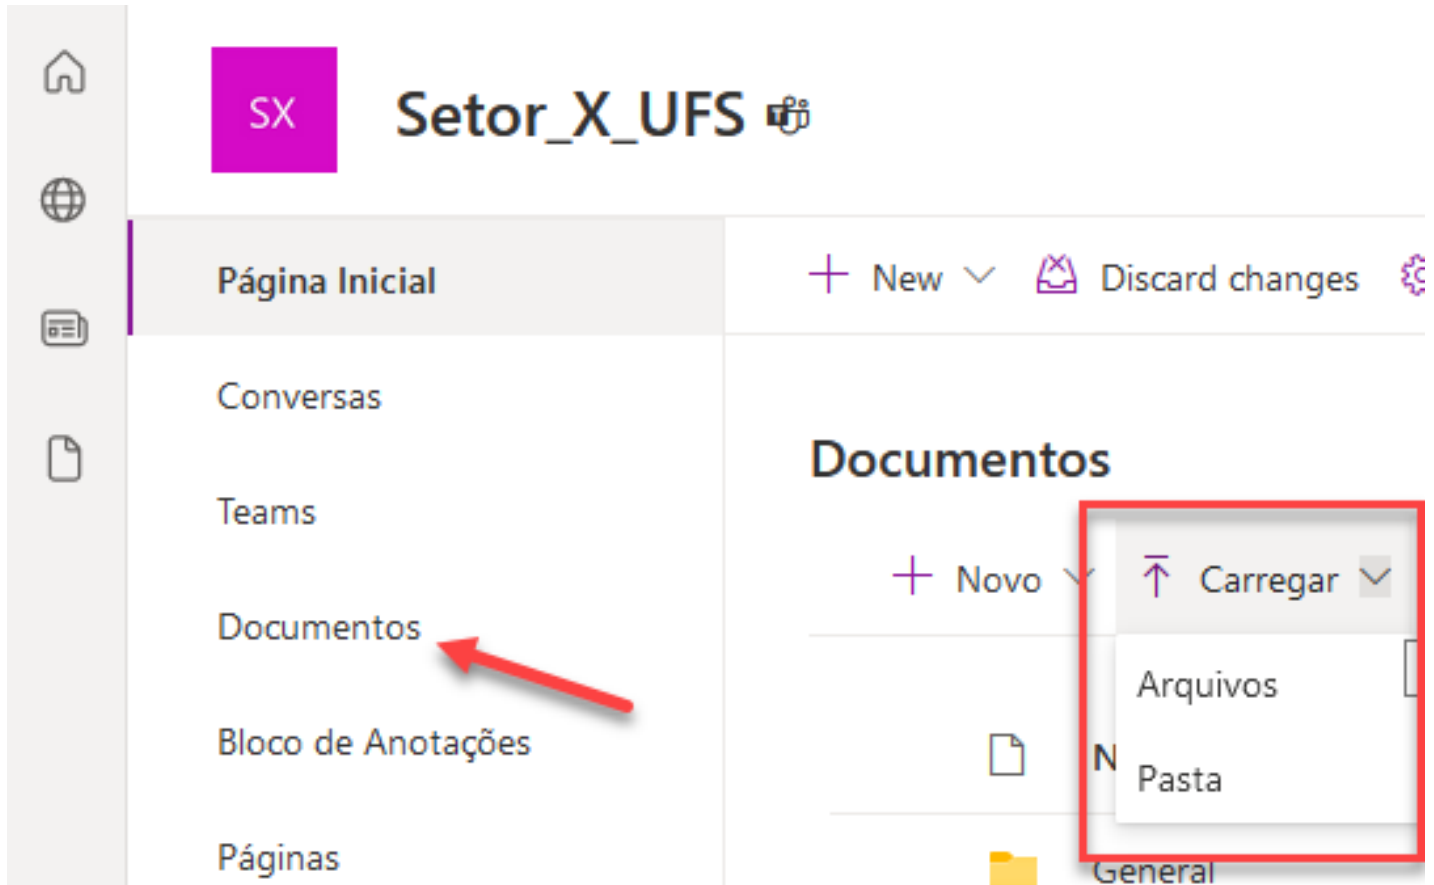 SX
Setor_X_UFS
Página Inicial
Conversas
Teams
Documentos
Bloco de Anotações
Páginas
New
Discard changes
Documentos
Novo
Carregar
Arquivos
Pasta
N
General